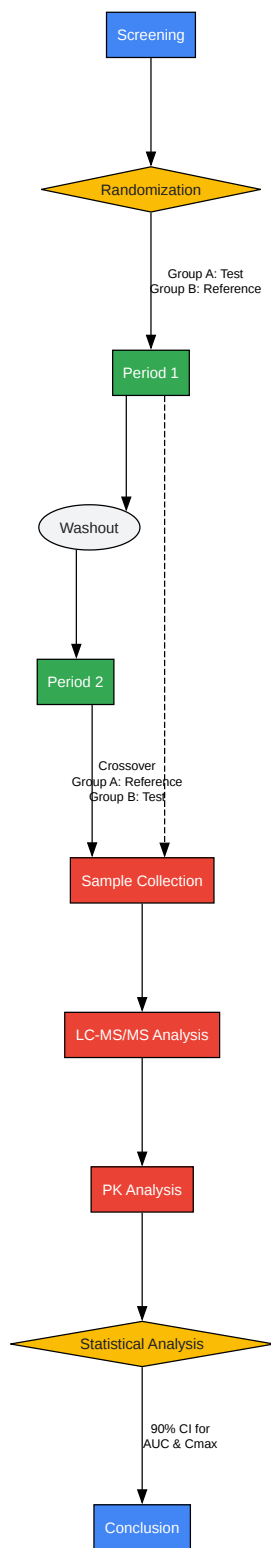 Screening
Randomization
Group A: Test
Group B: Reference
Period 1
Washout
Period 2
Crossover
Group A: Reference
Group B: Test
Sample Collection
LC-MS/MS Analysis
PK Analysis
Statistical Analysis
90% CI for
AUC & Cmax
Conclusion